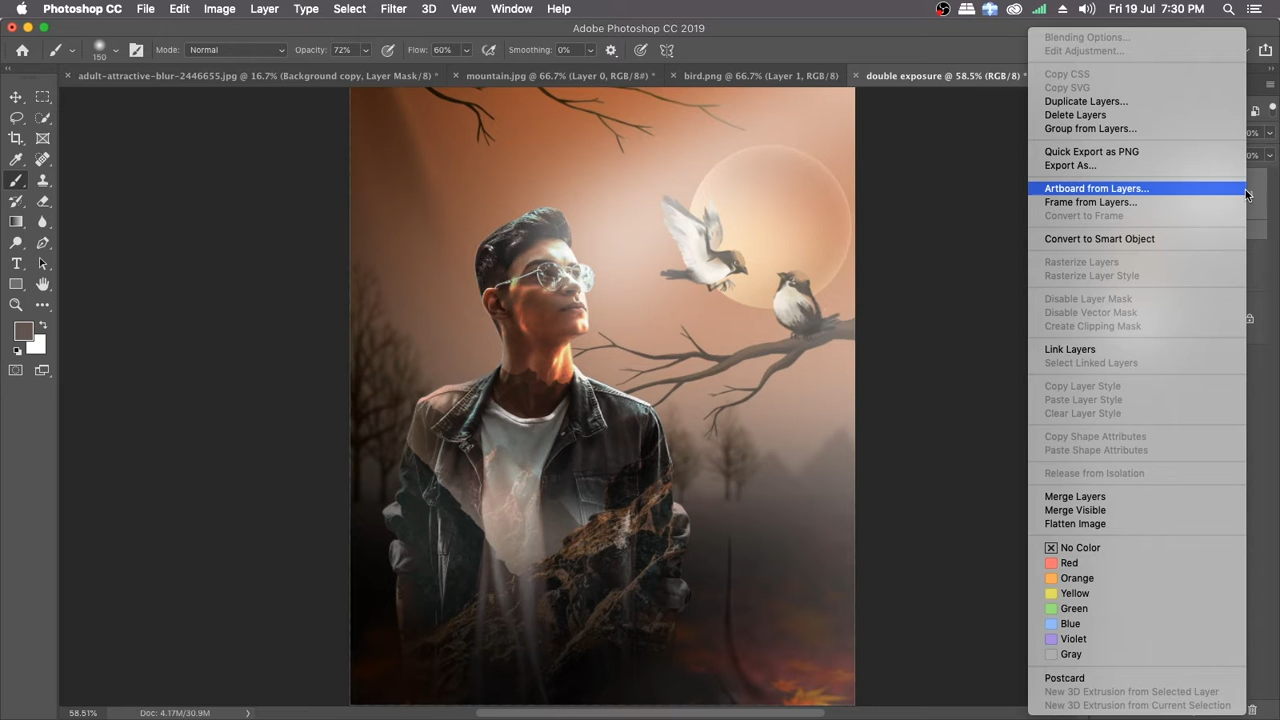 Photoshop CC File Edit Image Layer Type Select Filter 3D View Window Help Fri 19 Jul 7:30 PM
Adobe Photoshop CC 2019
150 Mode: Normal Opacity: 72% Flow: 60% Smoothing: 0%
adult-attractive-blur-2446655.jpg @ 16.7% (Background copy, Layer Mask/8) * mountain.jpg @ 66.7% (Layer 0, RGB/8#) * bird.png @ 66.7% (Layer 1, RGB/8) double exposure @ 58.5% (RGB/8) *
Blending Options...
Edit Adjustment...
Copy CSS
Copy SVG
Duplicate Layers...
Delete Layers
Group from Layers...
Quick Export as PNG
Export As...
Artboard from Layers...
Frame from Layers...
Convert to Frame
Convert to Smart Object
Rasterize Layers
Rasterize Layer Style
Disable Layer Mask
Disable Vector Mask
Create Clipping Mask
Link Layers
Select Linked Layers
Copy Layer Style
Paste Layer Style
Clear Layer Style
Copy Shape Attributes
Paste Shape Attributes
Release from Isolation
Merge Layers
Merge Visible
Flatten Image
No Color
Red
Orange
Yellow
Green
Blue
Violet
Gray
Postcard
New 3D Extrusion from Selected Layer
New 3D Extrusion from Current Selection
58.51% Doc: 4.17M/30.9M